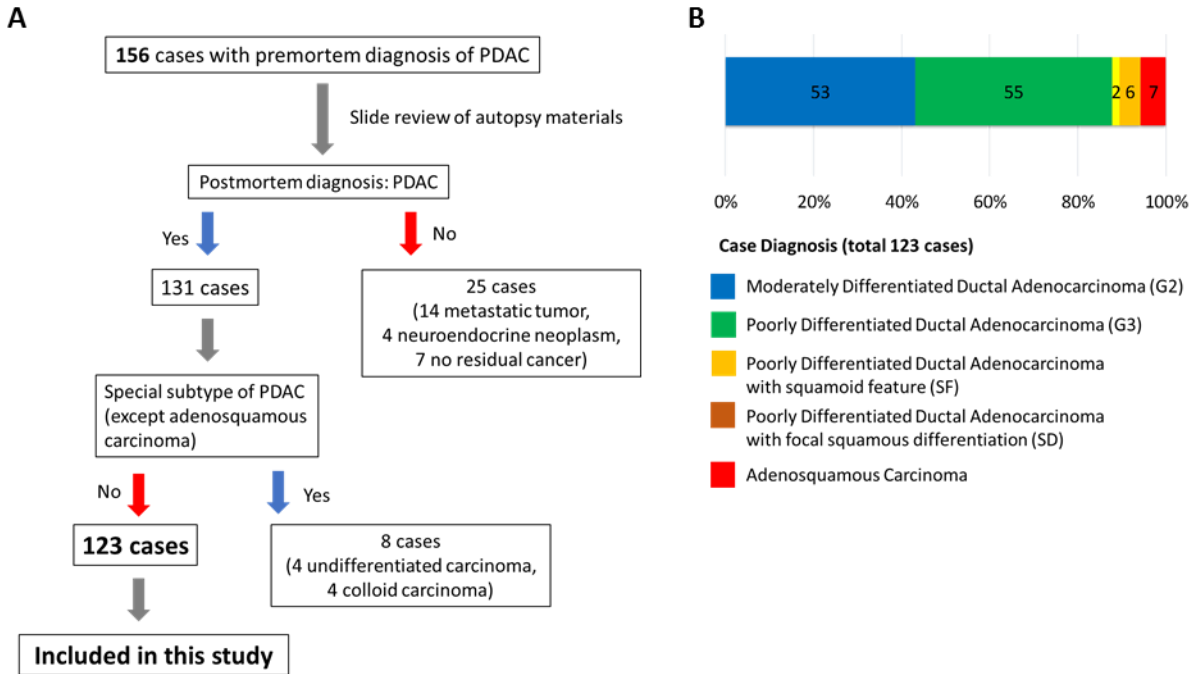 A
156 cases with premortem diagnosis of PDAC
Slide review of autopsy materials
Postmortem diagnosis: PDAC
Yes
No
131 cases
25 cases
(14 metastatic tumor,
4 neuroendocrine neoplasm,
7 no residual cancer)
Special subtype of PDAC
(except adenosquamous
carcinoma)
No
Yes
123 cases
8 cases
(4 undifferentiated carcinoma,
4 colloid carcinoma)
Included in this study
B
53 55 2 6 7
0% 20% 40% 60% 80% 100%
Case Diagnosis (total 123 cases)
Moderately Differentiated Ductal Adenocarcinoma (G2)
Poorly Differentiated Ductal Adenocarcinoma (G3)
Poorly Differentiated Ductal Adenocarcinoma
with squamoid feature (SF)
Poorly Differentiated Ductal Adenocarcinoma
with focal squamous differentiation (SD)
Adenosquamous Carcinoma